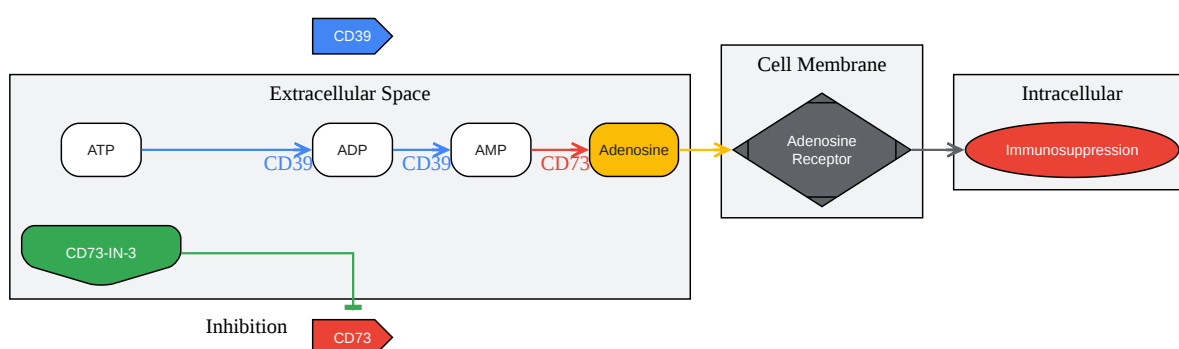 CD39
Cell Membrane
Extracellular Space
Intracellular
ATP
CD39
ADP
CD39
AMP
CD73
Adenosine
Adenosine
Receptor
Immunosuppression
CD73-IN-3
Inhibition
CD73